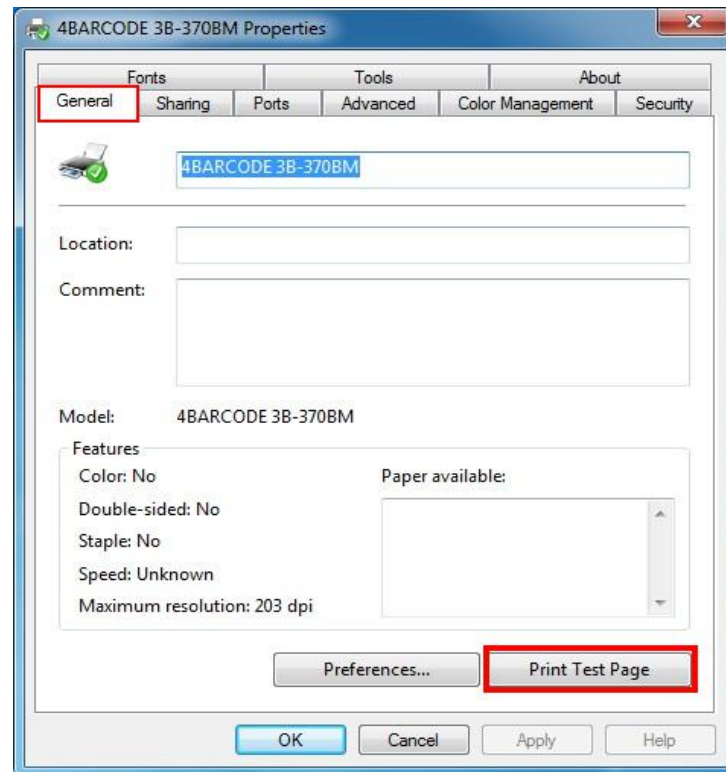 4BARCODE 3B-370BM Properties
Fonts Tools About
General Sharing Ports Advanced Color Management Security
4BARCODE 3B-370BM
Location:
Comment:
Model: 4BARCODE 3B-370BM
Features
Color: No Paper available:
Double-sided: No
Staple: No
Speed: Unknown
Maximum resolution: 203 dpi
Preferences... Print Test Page
OK Cancel Apply Help